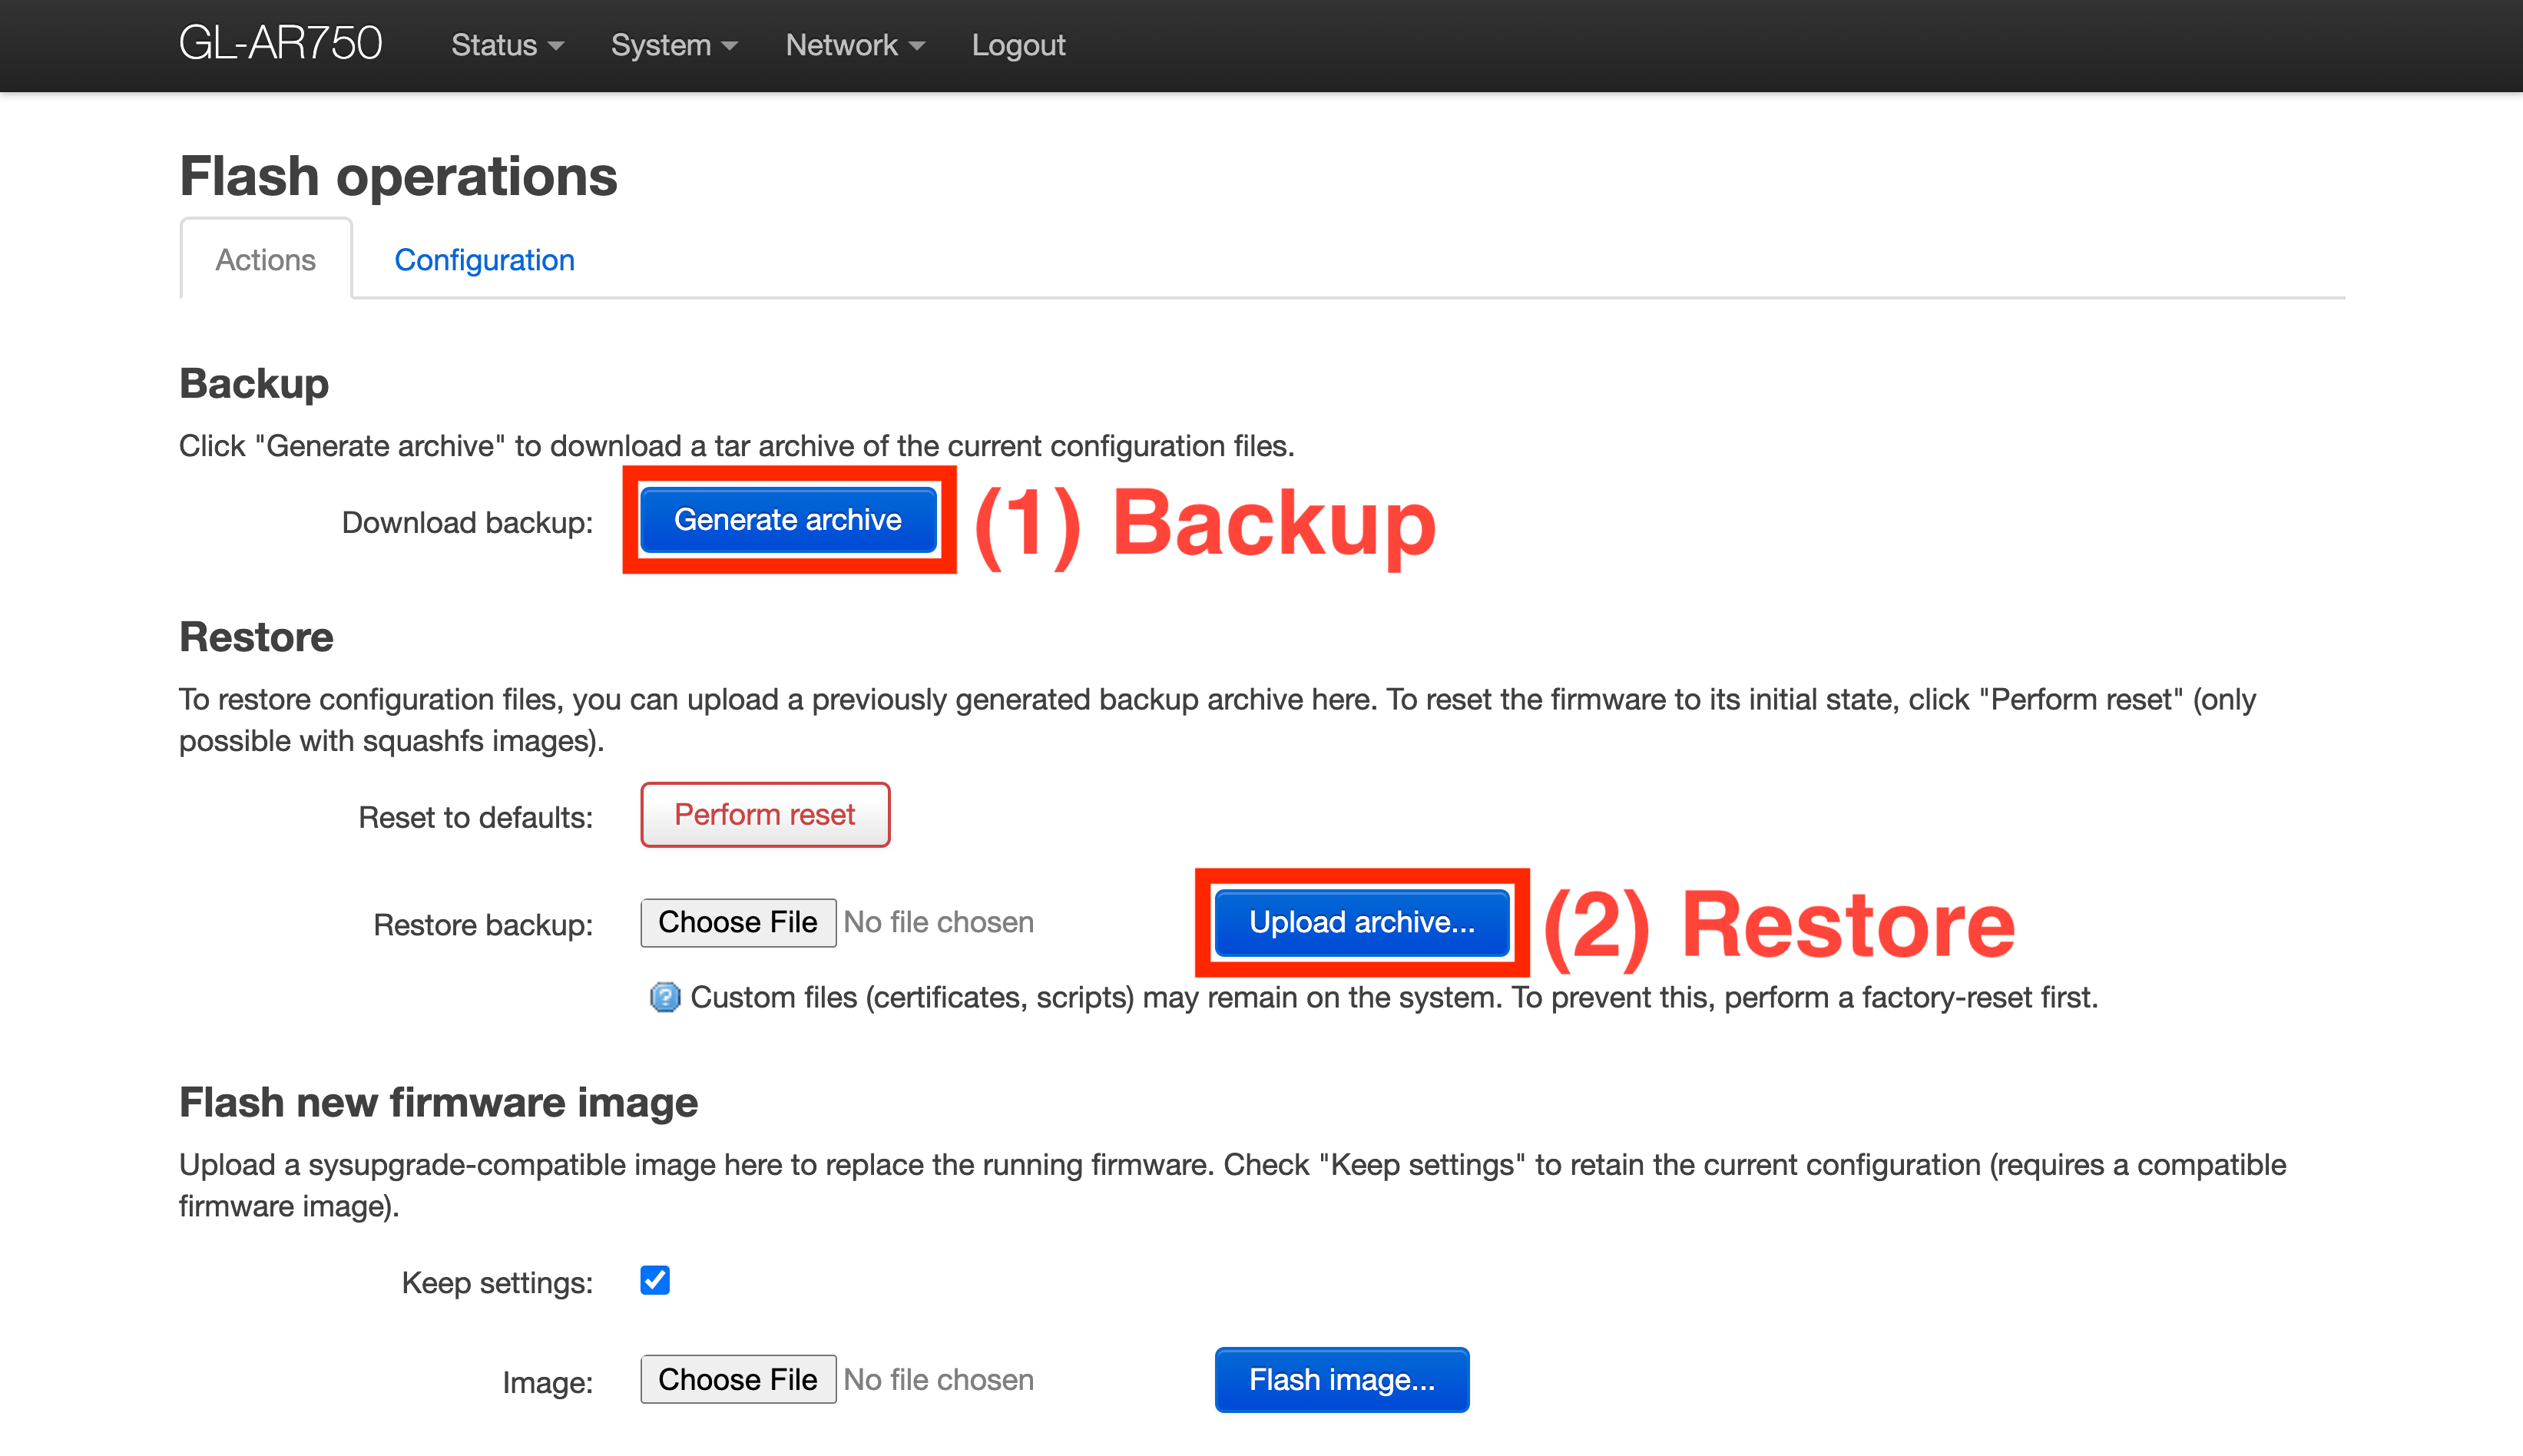 GL-AR750 Status System Network Logout
Flash operations
Actions Configuration
Backup
Click "Generate archive" to download a tar archive of the current configuration files.
Download backup: Generate archive (1) Backup
Restore
To restore configuration files, you can upload a previously generated backup archive here. To reset the firmware to its initial state, click "Perform reset" (only
possible with squashfs images).
Reset to defaults: Perform reset
Restore backup: Choose File No file chosen Upload archive... (2) Restore
Custom files (certificates, scripts) may remain on the system. To prevent this, perform a factory-reset first.
Flash new firmware image
Upload a sysupgrade-compatible image here to replace the running firmware. Check "Keep settings" to retain the current configuration (requires a compatible
firmware image).
Keep settings:
Image: Choose File No file chosen Flash image...